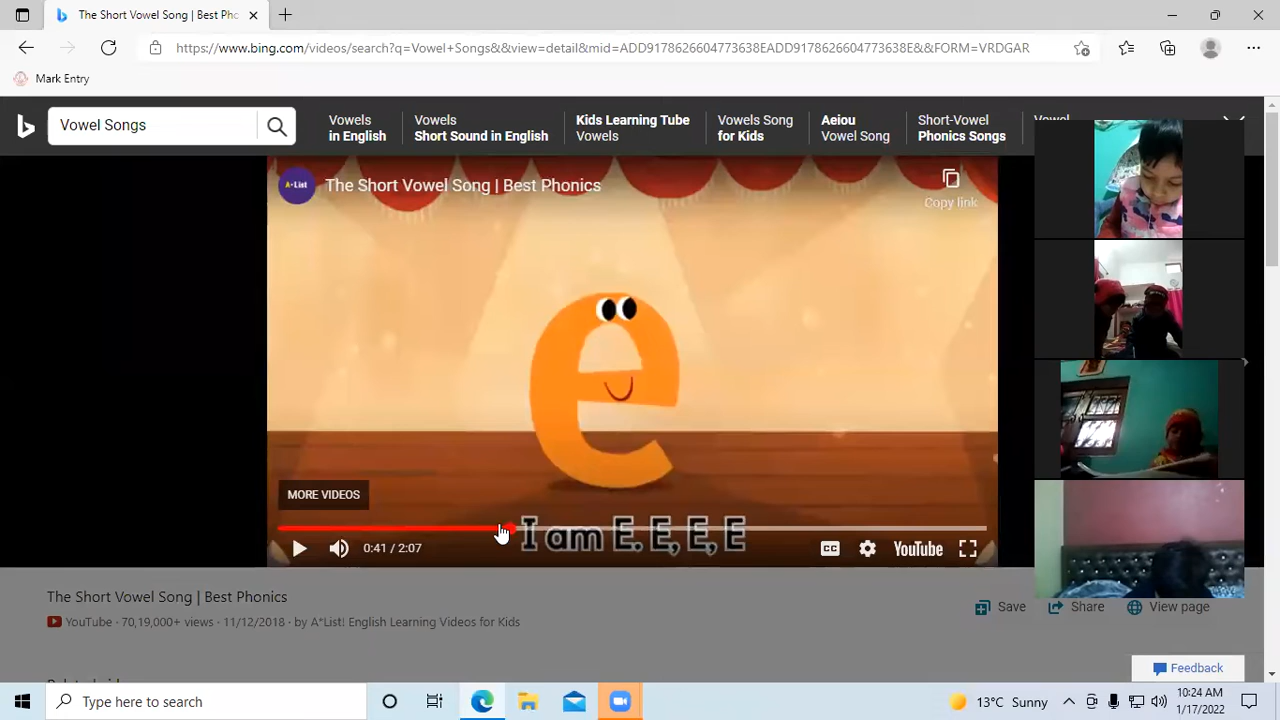 The Short Vowel Song | Best Pho
https://www.bing.com/videos/search?q=Vowel+Songs&&view=detail&mid=ADD9178626604773638EADD9178626604773638E&&FORM=VRDGAR
Mark Entry
Vowel Songs
Vowels
in English
Vowels
Short Sound in English
Kids Learning Tube
Vowels
Vowels Song
for Kids
Aeiou
Vowel Song
Short-Vowel
Phonics Songs
Vowel
A★List
The Short Vowel Song | Best Phonics
Copy link
e
MORE VIDEOS
I am E. E, E, E
0:41 / 2:07
CC
YouTube
The Short Vowel Song | Best Phonics
YouTube · 70,19,000+ views · 11/12/2018 · by A*List! English Learning Videos for Kids
Save
Share
View page
Feedback
Type here to search
13°C Sunny
10:24 AM
1/17/2022